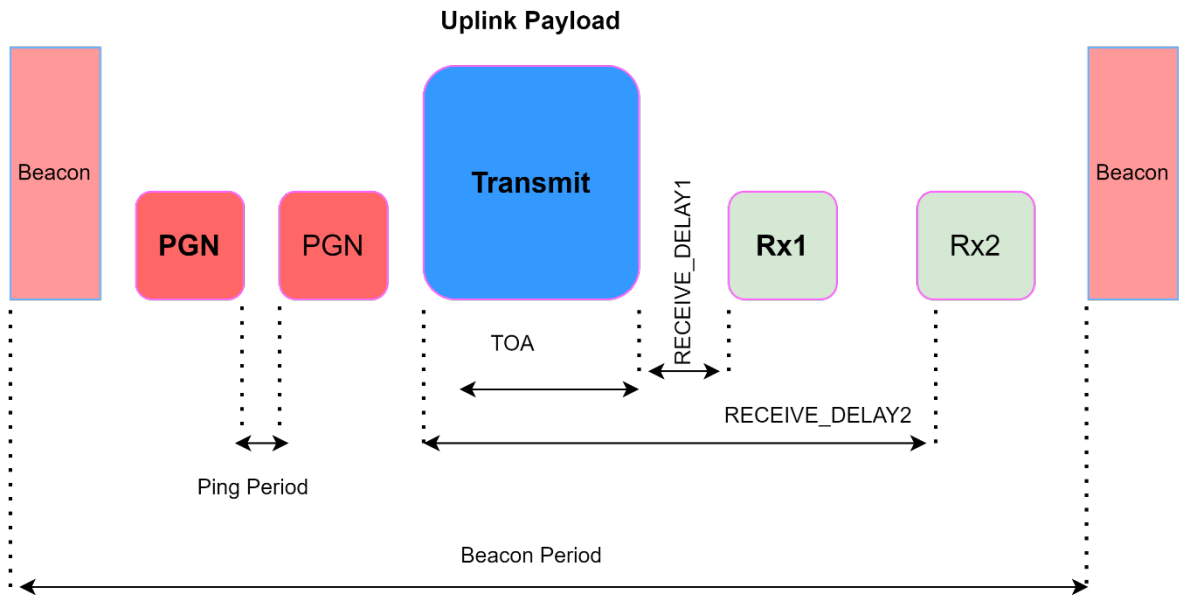 Uplink Payload
Beacon
PGN
PGN
Transmit
RECEIVE_DELAY1
Rx1
Rx2
Beacon
TOA
RECEIVE_DELAY2
Ping Period
Beacon Period